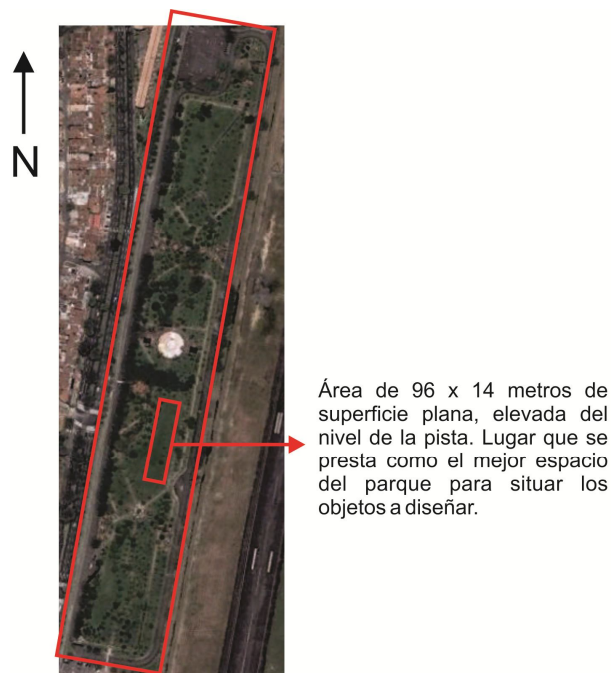 N
Área de 96 x 14 metros de
superficie plana, elevada del
nivel de la pista. Lugar que se
presta como el mejor espacio
del parque para situar los
objetos a diseñar.